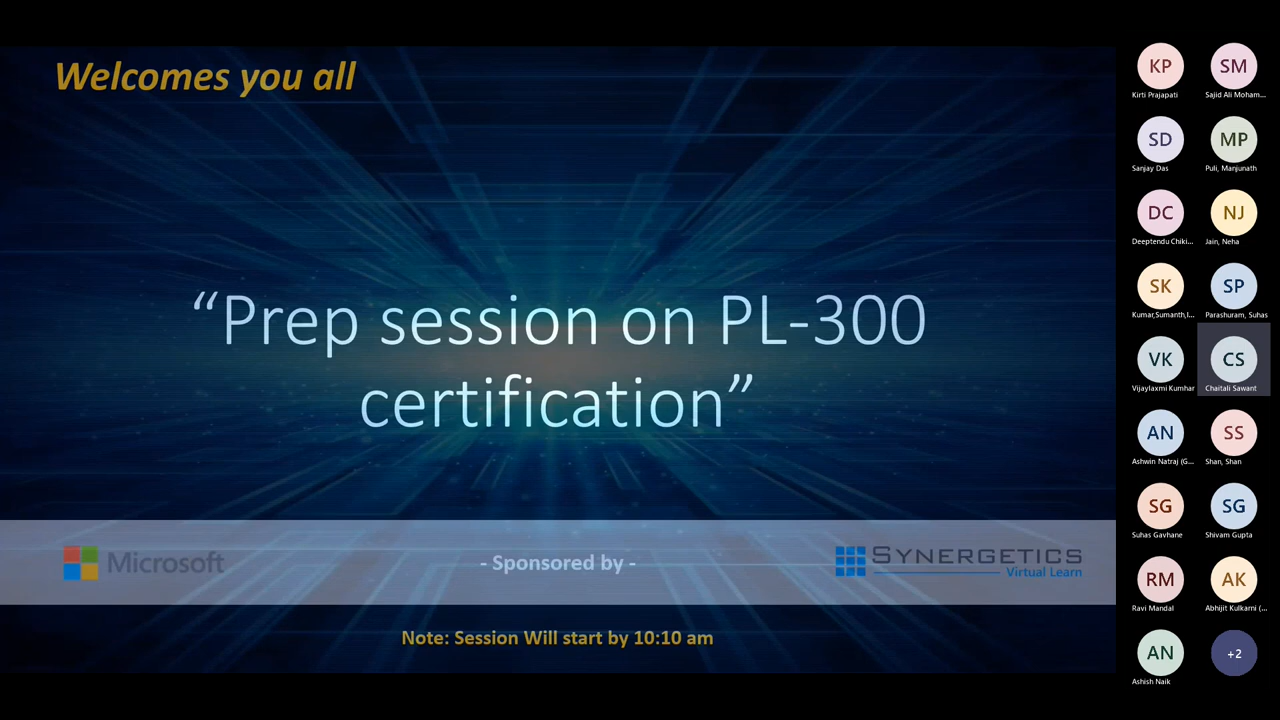 Welcomes you all
“Prep session on PL-300
certification”
Microsoft
- Sponsored by -
SYNERGETICS
Virtual Learn
Note: Session Will start by 10:10 am
KP
Kirti Prajapati
SM
Sajid Ali Moham...
SD
Sanjay Das
MP
Puli, Manjunath
DC
Deeptendu Chiki...
NJ
Jain, Neha
SK
Kumar,Sumanth,I...
SP
Parashuram, Suhas
VK
Vijaylaxmi Kumhar
CS
Chaitali Sawant
AN
Ashwin Natraj (G...
SS
Shan, Shan
SG
Suhas Gavhane
SG
Shivam Gupta
RM
Ravi Mandal
AK
Abhijit Kulkarni (...
AN
Ashish Naik
+2